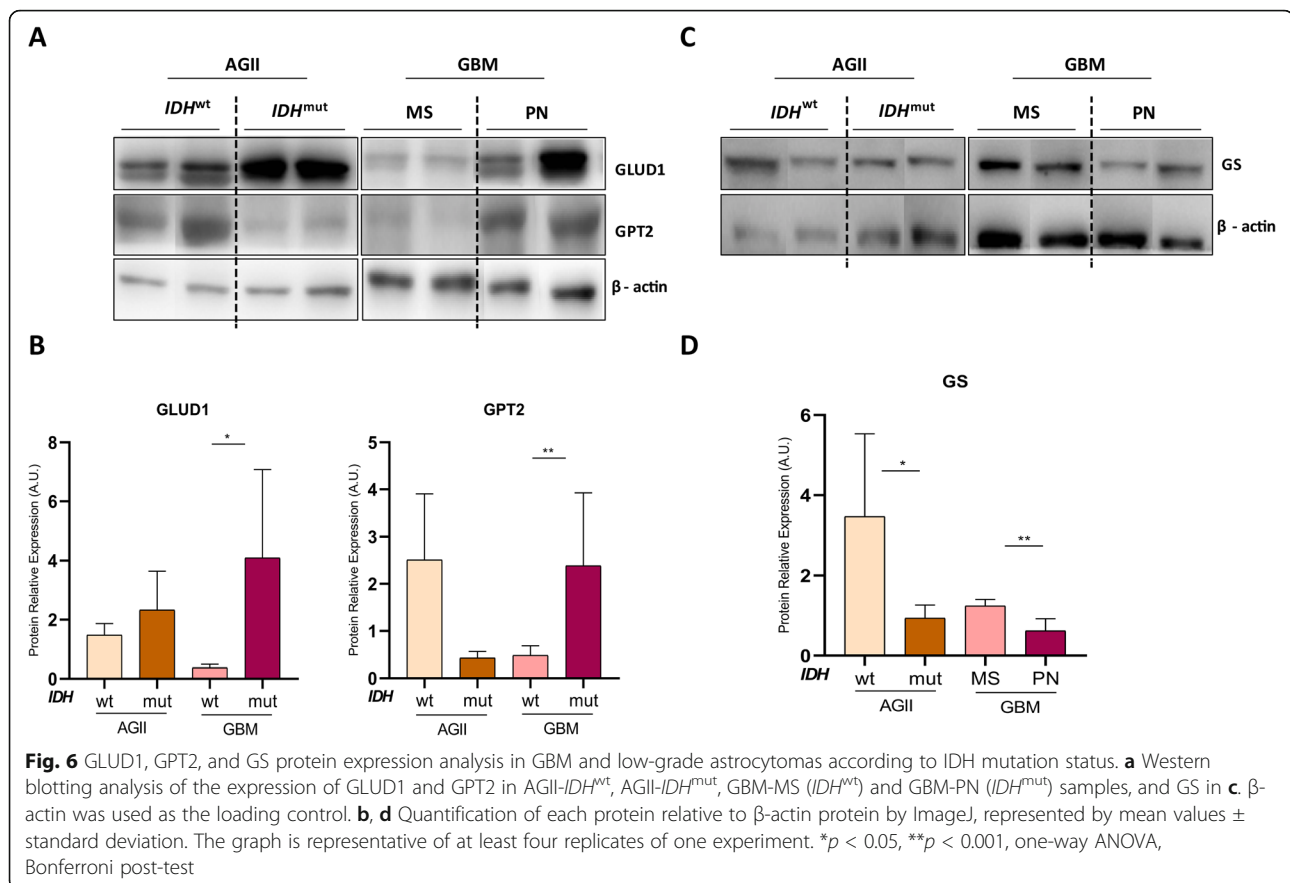 A
AGII GBM
IDHwt IDHmut MS PN
GLUD1
GPT2
β - actin
C
AGII GBM
IDHwt IDHmut MS PN
GS
β - actin
B
GLUD1
Protein Relative Expression (A.U.)
8
6
4
2
0
* 
IDH wt mut wt mut
AGII GBM
GPT2
Protein Relative Expression (A.U.)
5
4
3
2
1
0
**
wt mut wt mut
AGII GBM
D
GS
Protein Relative Expression (A.U.)
6
4
2
0
*
**
IDH wt mut MS PN
AGII GBM
Fig. 6 GLUD1, GPT2, and GS protein expression analysis in GBM and low-grade astrocytomas according to IDH mutation status. a Western
blotting analysis of the expression of GLUD1 and GPT2 in AGII-IDHwt, AGII-IDHmut, GBM-MS (IDHwt) and GBM-PN (IDHmut) samples, and GS in c. β-
actin was used as the loading control. b, d Quantification of each protein relative to β-actin protein by ImageJ, represented by mean values ±
standard deviation. The graph is representative of at least four replicates of one experiment. *p < 0.05, **p < 0.001, one-way ANOVA,
Bonferroni post-test